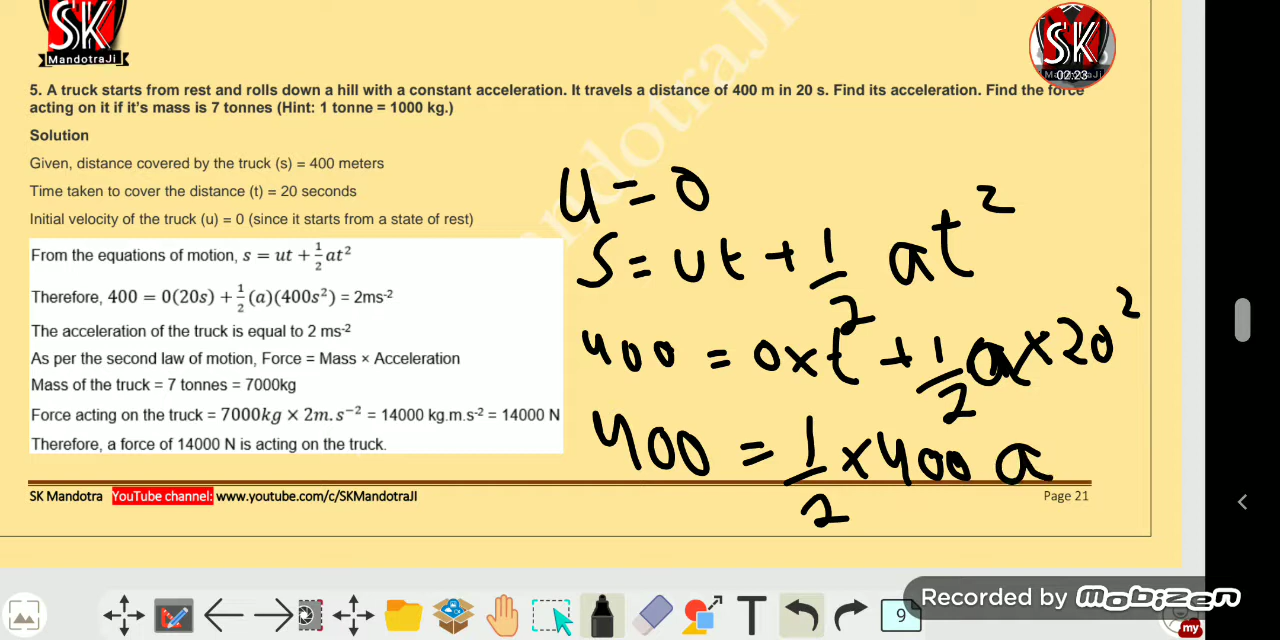 SK
MandotraJi
SK
MandotraJi
02:23
MandotraJi
5. A truck starts from rest and rolls down a hill with a constant acceleration. It travels a distance of 400 m in 20 s. Find its acceleration. Find the force
acting on it if it's mass is 7 tonnes (Hint: 1 tonne = 1000 kg.)
Solution
Given, distance covered by the truck (s) = 400 meters
Time taken to cover the distance (t) = 20 seconds
Initial velocity of the truck (u) = 0 (since it starts from a state of rest)
From the equations of motion, s = ut + 1/2 at²
Therefore, 400 = 0(20s) + 1/2 (a)(400s²) = 2ms⁻²
The acceleration of the truck is equal to 2 ms⁻²
As per the second law of motion, Force = Mass × Acceleration
Mass of the truck = 7 tonnes = 7000kg
Force acting on the truck = 7000kg × 2m.s⁻² = 14000 kg.m.s⁻² = 14000 N
Therefore, a force of 14000 N is acting on the truck.
u = 0
s = ut + 1/2 at²
400 = 0xt + 1/2 a × 20²
400 = 1/2 × 400 a
SK Mandotra YouTube channel: www.youtube.com/c/SKMandotraJI
Page 21
T
9
Recorded by mobizen
my